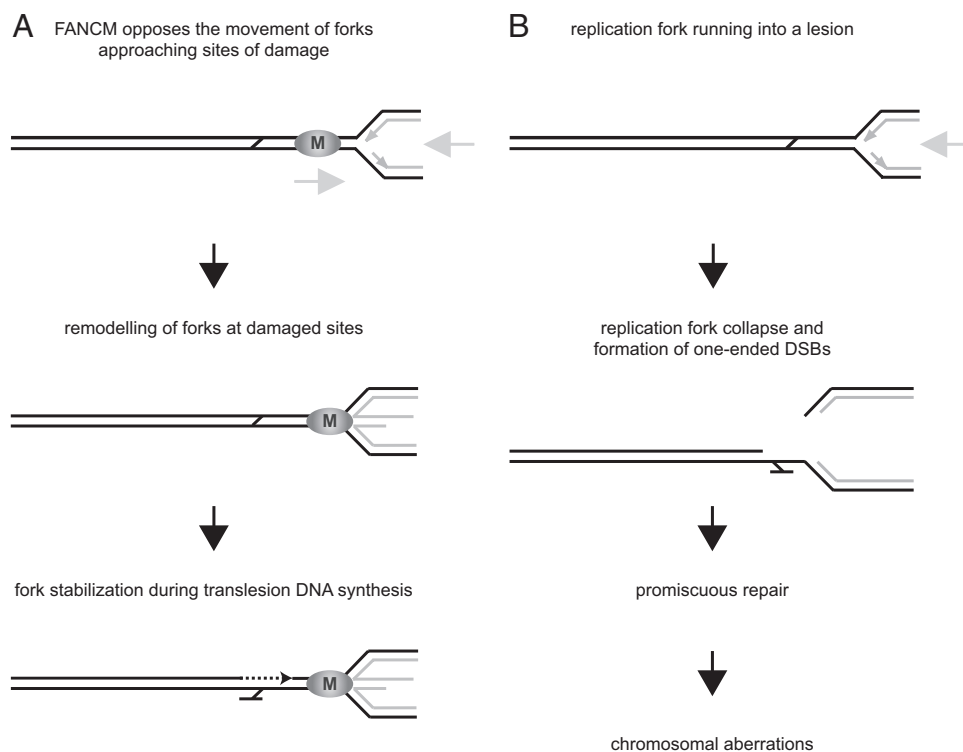 A
FANCM opposes the movement of forks
approaching sites of damage
M
remodelling of forks at damaged sites
M
fork stabilization during translesion DNA synthesis
M
B
replication fork running into a lesion
replication fork collapse and
formation of one-ended DSBs
promiscuous repair
chromosomal aberrations